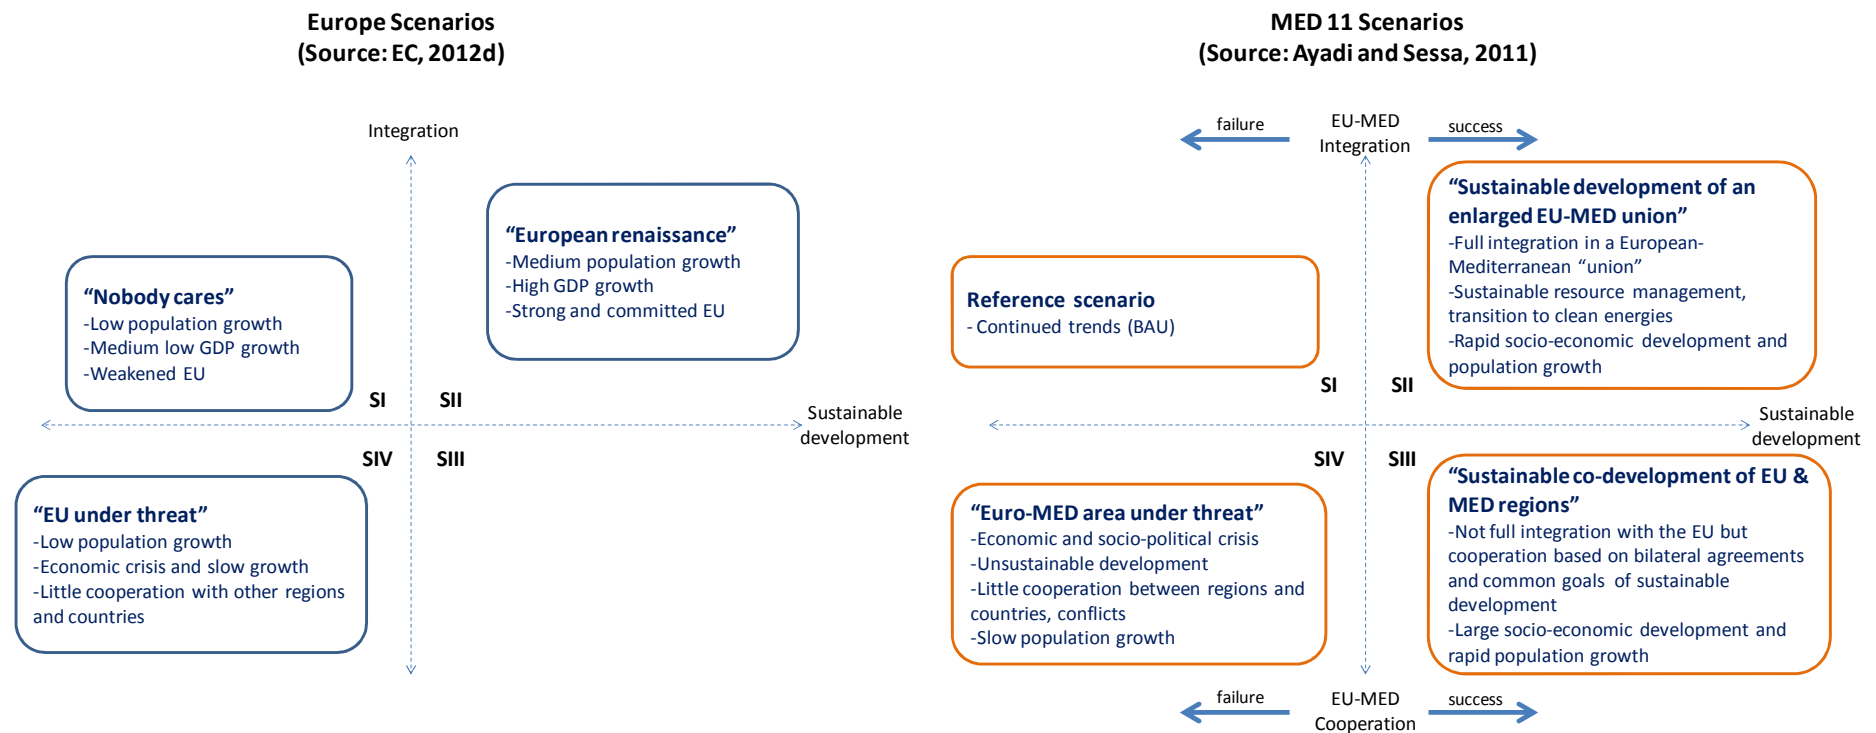 Europe Scenarios
(Source: EC, 2012d)
Integration
"European renaissance"
-Medium population growth
-High GDP growth
-Strong and committed EU
"Nobody cares"
-Low population growth
-Medium low GDP growth
-Weakened EU
SI
SII
Sustainable
development
SIV
SIII
"EU under threat"
-Low population growth
-Economic crisis and slow growth
-Little cooperation with other regions
and countries
MED 11 Scenarios
(Source: Ayadi and Sessa, 2011)
failure
EU-MED
Integration
success
"Sustainable development of an
enlarged EU-MED union"
-Full integration in a European-
Mediterranean "union"
-Sustainable resource management,
transition to clean energies
-Rapid socio-economic development and
population growth
Reference scenario
- Continued trends (BAU)
SI
SII
Sustainable
development
SIV
SIII
"Euro-MED area under threat"
-Economic and socio-political crisis
-Unsustainable development
-Little cooperation between regions and
countries, conflicts
-Slow population growth
"Sustainable co-development of EU &
MED regions"
-Not full integration with the EU but
cooperation based on bilateral agreements
and common goals of sustainable
development
-Large socio-economic development and
rapid population growth
failure
EU-MED
Cooperation
success